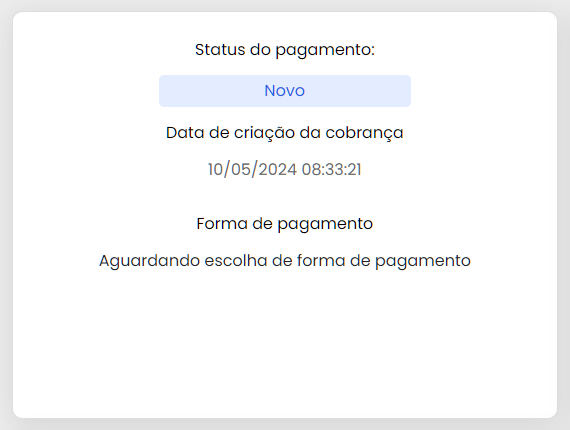 Status do pagamento:
Novo
Data de criação da cobrança
10/05/2024 08:33:21
Forma de pagamento
Aguardando escolha de forma de pagamento